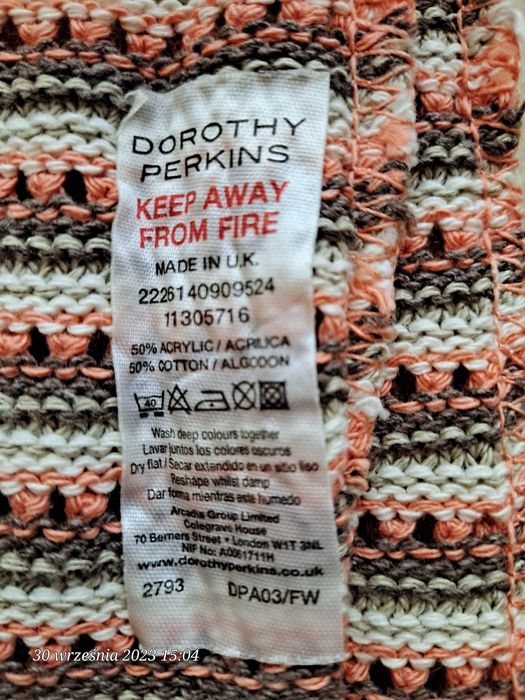 DOROTHY
PERKINS
KEEP AWAY
FROM FIRE
MADE IN U.K.
2226140909524
11305716
50% ACRYLIC / ACRILICA
50% COTTON / ALGODON
40
Wash deep colours together
Lavar juntos los colores oscuros
Dry flat / Secar extendido en un sitio liso
Reshape whilst damp
Dar forma mientras este humedo
Arcadia Group Limited
Colegrave House
70 Berners Street • London W1T 3NL
NIF No: A0061711H
www.dorothyperkins.co.uk
2793 DPA03/FW
30 września 2023 15:04